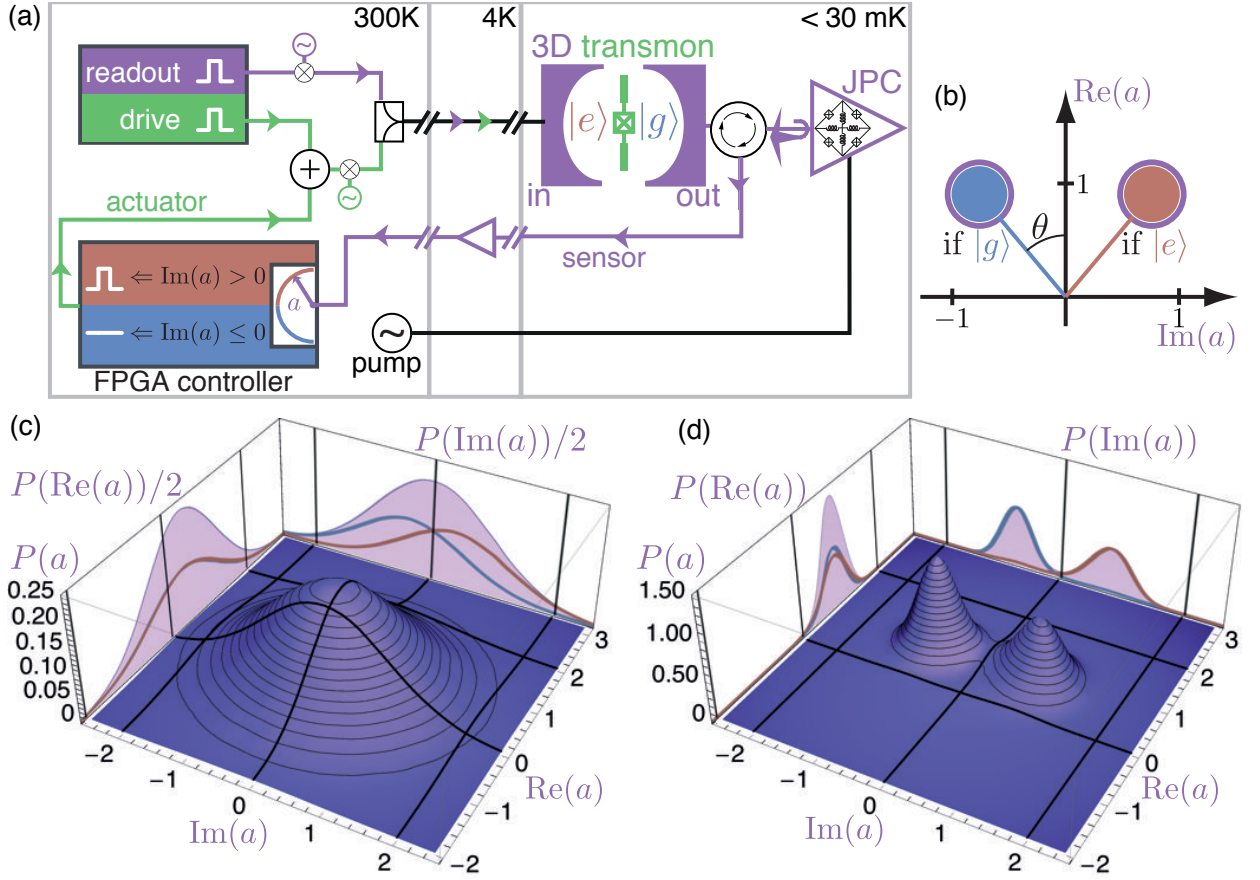 (a)
300K
4K
< 30 mK
readout
drive
actuator
3D transmon
|e⟩ |g⟩
in
out
JPC
sensor
⇐ Im(a) > 0
a
⇐ Im(a) ≤ 0
FPGA controller
pump
(b)
Re(a)
1
θ
if |g⟩
if |e⟩
−1
1
Im(a)
(c)
P(Re(a))/2
P(Im(a))/2
P(a)
0.25
0.20
0.15
0.10
0.05
0
-2
-1
0
1
2
Im(a)
-2
-1
0
1
2
3
Re(a)
(d)
P(Re(a))
P(Im(a))
P(a)
1.50
1.00
0.50
0
-2
-1
0
1
2
Im(a)
-2
-1
0
1
2
3
Re(a)